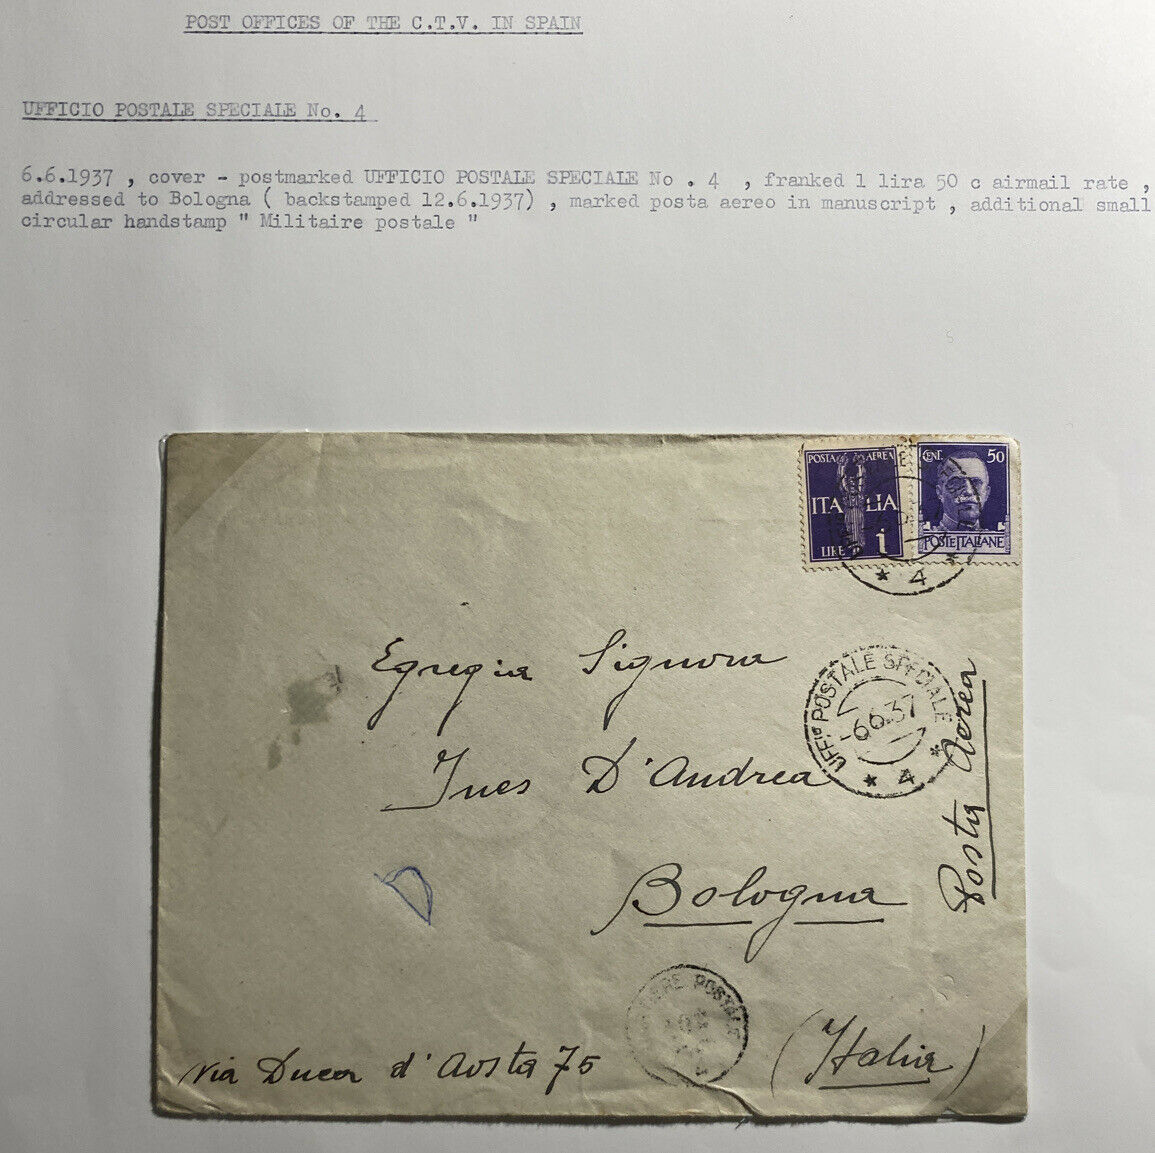 POST OFFICES OF THE C.T.V. IN SPAIN
UFFICIO POSTALE SPECIALE No. 4
6.6.1937 , cover - postmarked UFFICIO POSTALE SPECIALE No . 4 , franked 1 lira 50 c airmail rate ,
addressed to Bologna ( backstamped 12.6.1937) , marked posta aereo in manuscript , additional small
circular handstamp " Militaire postale "
POSTA AEREA
ITALIA
LIRE 1
CENT. 50
POSTE ITALIANE
* 4 *
Egregia Signora
UFFIO POSTALE SPECIALE
-6.6.37
* 4 *
Posta Aerea
Ines D'Andrea
Bologna
POSTALE
(Italia)
via Duca d'Aosta 75